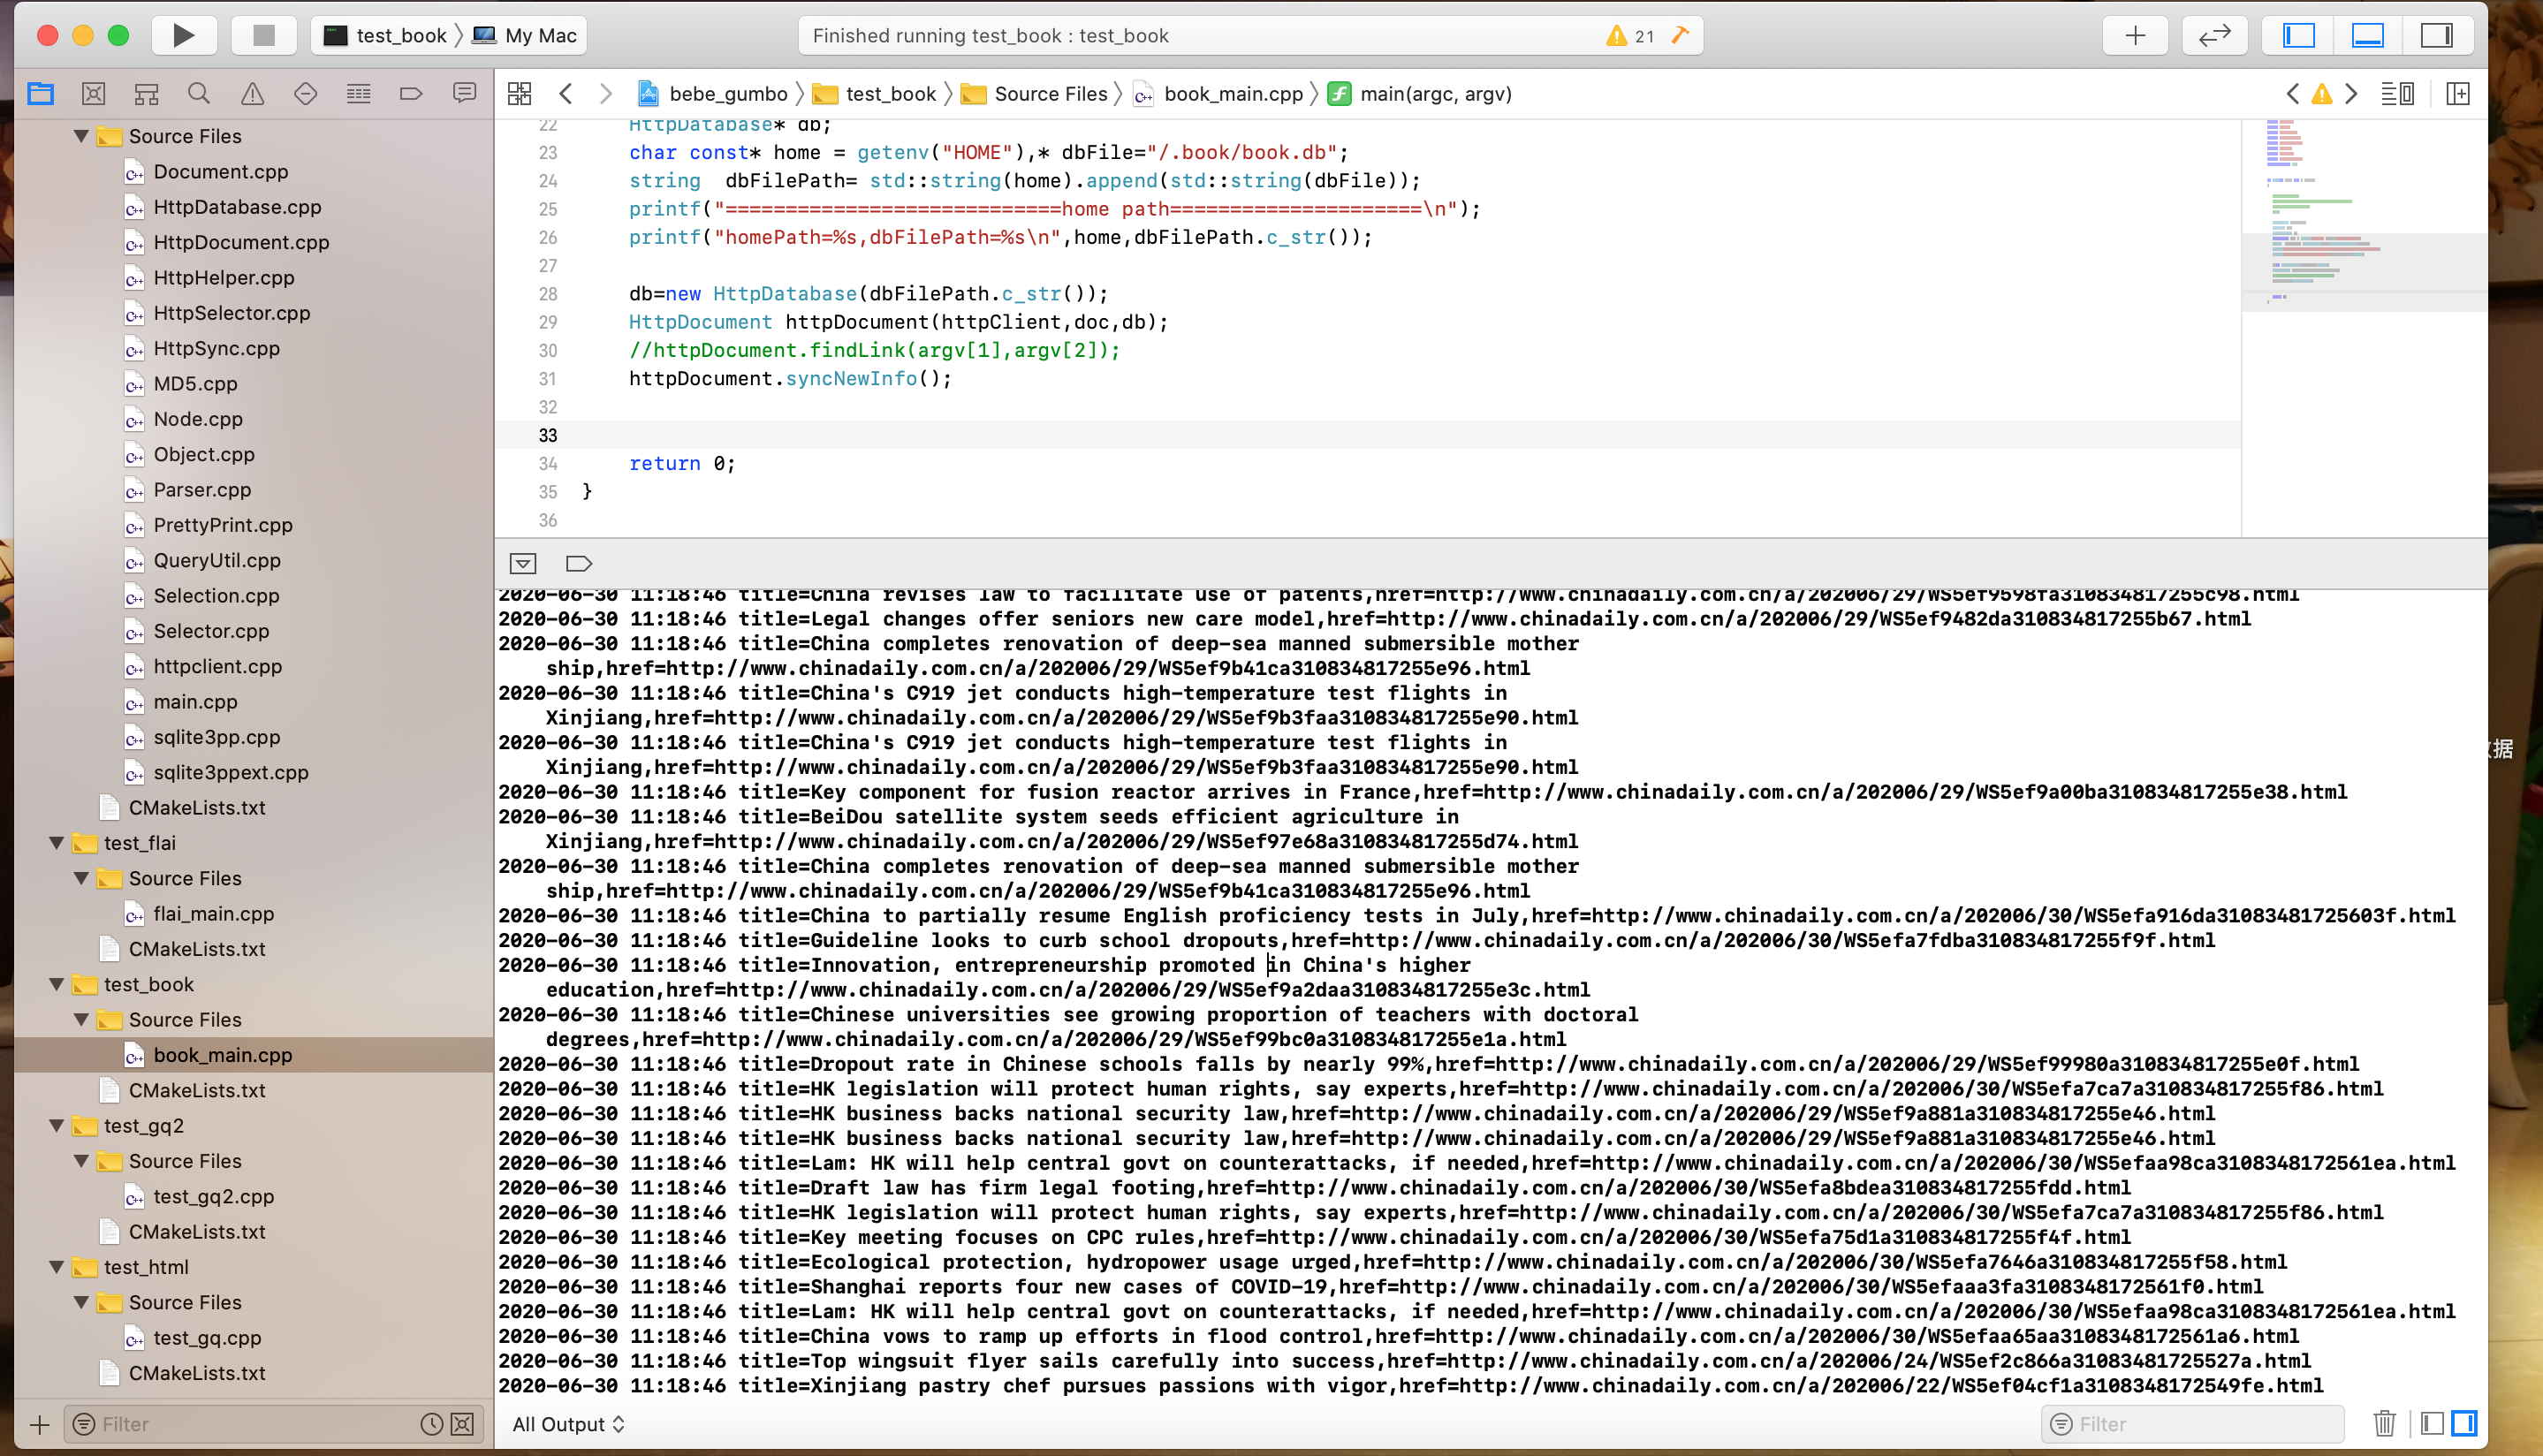 test_book
My Mac
Finished running test_book : test_book
21
bebe_gumbo
test_book
Source Files
book_main.cpp
main(argc, argv)
Source Files
Document.cpp
HttpDatabase.cpp
HttpDocument.cpp
HttpHelper.cpp
HttpSelector.cpp
HttpSync.cpp
MD5.cpp
Node.cpp
Object.cpp
Parser.cpp
PrettyPrint.cpp
QueryUtil.cpp
Selection.cpp
Selector.cpp
httpclient.cpp
main.cpp
sqlite3pp.cpp
sqlite3ppext.cpp
CMakeLists.txt
test_flai
Source Files
flai_main.cpp
CMakeLists.txt
test_book
Source Files
book_main.cpp
CMakeLists.txt
test_gq2
Source Files
test_gq2.cpp
CMakeLists.txt
test_html
Source Files
test_gq.cpp
CMakeLists.txt
Filter
22 HttpDatabase* db;
23 char const* home = getenv("HOME"),* dbFile="/.book/book.db";
24 string  dbFilePath= std::string(home).append(std::string(dbFile));
25 printf("============================home path=====================\n");
26 printf("homePath=%s,dbFilePath=%s\n",home,dbFilePath.c_str());
27
28 db=new HttpDatabase(dbFilePath.c_str());
29 HttpDocument httpDocument(httpClient,doc,db);
30 //httpDocument.findLink(argv[1],argv[2]);
31 httpDocument.syncNewInfo();
32
33
34 return 0;
35 }
36
2020-06-30 11:18:46 title=China revises law to facilitate use of patents,href=http://www.chinadaily.com.cn/a/202006/29/WS5ef9598fa310834817255c98.html
2020-06-30 11:18:46 title=Legal changes offer seniors new care model,href=http://www.chinadaily.com.cn/a/202006/29/WS5ef9482da310834817255b67.html
2020-06-30 11:18:46 title=China completes renovation of deep-sea manned submersible mother
ship,href=http://www.chinadaily.com.cn/a/202006/29/WS5ef9b41ca310834817255e96.html
2020-06-30 11:18:46 title=China's C919 jet conducts high-temperature test flights in
Xinjiang,href=http://www.chinadaily.com.cn/a/202006/29/WS5ef9b3faa310834817255e90.html
2020-06-30 11:18:46 title=China's C919 jet conducts high-temperature test flights in
Xinjiang,href=http://www.chinadaily.com.cn/a/202006/29/WS5ef9b3faa310834817255e90.html
2020-06-30 11:18:46 title=Key component for fusion reactor arrives in France,href=http://www.chinadaily.com.cn/a/202006/29/WS5ef9a00ba310834817255e38.html
2020-06-30 11:18:46 title=BeiDou satellite system seeds efficient agriculture in
Xinjiang,href=http://www.chinadaily.com.cn/a/202006/29/WS5ef97e68a310834817255d74.html
2020-06-30 11:18:46 title=China completes renovation of deep-sea manned submersible mother
ship,href=http://www.chinadaily.com.cn/a/202006/29/WS5ef9b41ca310834817255e96.html
2020-06-30 11:18:46 title=China to partially resume English proficiency tests in July,href=http://www.chinadaily.com.cn/a/202006/30/WS5efa916da31083481725603f.html
2020-06-30 11:18:46 title=Guideline looks to curb school dropouts,href=http://www.chinadaily.com.cn/a/202006/30/WS5efa7fdba310834817255f9f.html
2020-06-30 11:18:46 title=Innovation, entrepreneurship promoted in China's higher
education,href=http://www.chinadaily.com.cn/a/202006/29/WS5ef9a2daa310834817255e3c.html
2020-06-30 11:18:46 title=Chinese universities see growing proportion of teachers with doctoral
degrees,href=http://www.chinadaily.com.cn/a/202006/29/WS5ef99bc0a310834817255e1a.html
2020-06-30 11:18:46 title=Dropout rate in Chinese schools falls by nearly 99%,href=http://www.chinadaily.com.cn/a/202006/29/WS5ef99980a310834817255e0f.html
2020-06-30 11:18:46 title=HK legislation will protect human rights, say experts,href=http://www.chinadaily.com.cn/a/202006/30/WS5efa7ca7a310834817255f86.html
2020-06-30 11:18:46 title=HK business backs national security law,href=http://www.chinadaily.com.cn/a/202006/29/WS5ef9a881a310834817255e46.html
2020-06-30 11:18:46 title=HK business backs national security law,href=http://www.chinadaily.com.cn/a/202006/29/WS5ef9a881a310834817255e46.html
2020-06-30 11:18:46 title=Lam: HK will help central govt on counterattacks, if needed,href=http://www.chinadaily.com.cn/a/202006/30/WS5efaa98ca3108348172561ea.html
2020-06-30 11:18:46 title=Draft law has firm legal footing,href=http://www.chinadaily.com.cn/a/202006/30/WS5efa8bdea310834817255fdd.html
2020-06-30 11:18:46 title=HK legislation will protect human rights, say experts,href=http://www.chinadaily.com.cn/a/202006/30/WS5efa7ca7a310834817255f86.html
2020-06-30 11:18:46 title=Key meeting focuses on CPC rules,href=http://www.chinadaily.com.cn/a/202006/30/WS5efa75d1a310834817255f4f.html
2020-06-30 11:18:46 title=Ecological protection, hydropower usage urged,href=http://www.chinadaily.com.cn/a/202006/30/WS5efa7646a310834817255f58.html
2020-06-30 11:18:46 title=Shanghai reports four new cases of COVID-19,href=http://www.chinadaily.com.cn/a/202006/30/WS5efaaa3fa3108348172561f0.html
2020-06-30 11:18:46 title=Lam: HK will help central govt on counterattacks, if needed,href=http://www.chinadaily.com.cn/a/202006/30/WS5efaa98ca3108348172561ea.html
2020-06-30 11:18:46 title=China vows to ramp up efforts in flood control,href=http://www.chinadaily.com.cn/a/202006/30/WS5efaa65aa3108348172561a6.html
2020-06-30 11:18:46 title=Top wingsuit flyer sails carefully into success,href=http://www.chinadaily.com.cn/a/202006/24/WS5ef2c866a31083481725527a.html
2020-06-30 11:18:46 title=Xinjiang pastry chef pursues passions with vigor,href=http://www.chinadaily.com.cn/a/202006/22/WS5ef04cf1a3108348172549fe.html
All Output
Filter
据